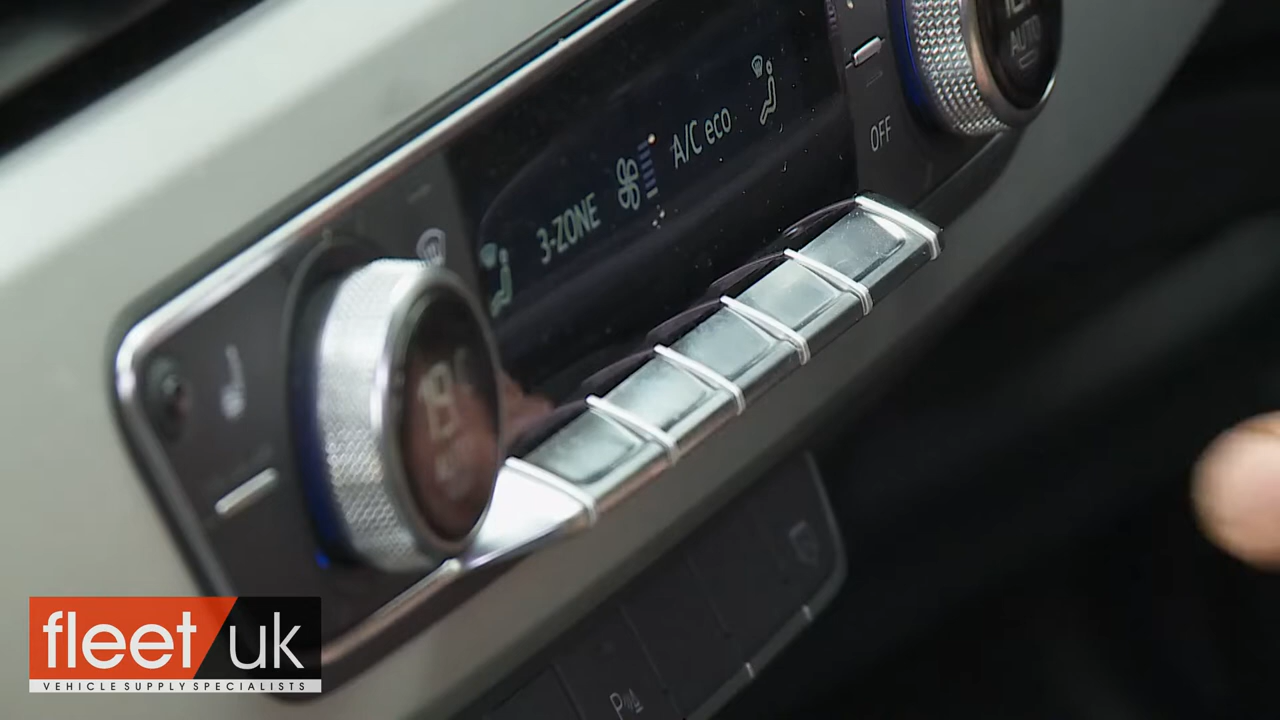 AUTO
OFF
A/C eco
3-ZONE
P
fleet uk
VEHICLE SUPPLY SPECIALISTS